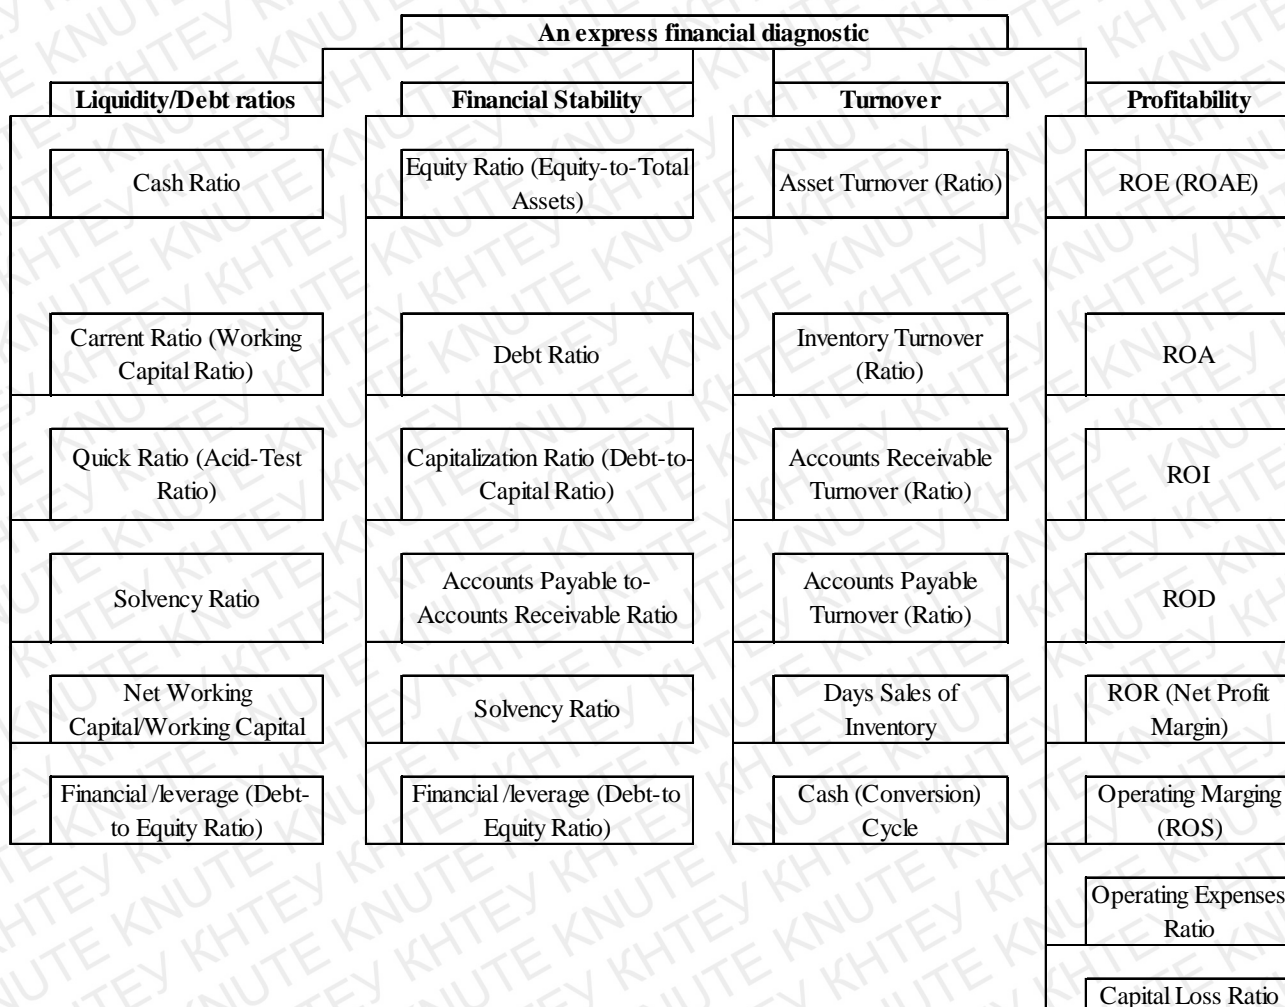 An express financial diagnostic
Liquidity/Debt ratios
Cash Ratio
Carrent Ratio (Working
Capital Ratio)
Quick Ratio (Acid-Test
Ratio)
Solvency Ratio
Net Working
Capital/Working Capital
Financial /leverage (Debt-
to Equity Ratio)
Financial Stability
Equity Ratio (Equity-to-Total
Assets)
Debt Ratio
Capitalization Ratio (Debt-to-
Capital Ratio)
Accounts Payable to-
Accounts Receivable Ratio
Solvency Ratio
Financial /leverage (Debt-to
Equity Ratio)
Turnover
Asset Turnover (Ratio)
Inventory Turnover
(Ratio)
Accounts Receivable
Turnover (Ratio)
Accounts Payable
Turnover (Ratio)
Days Sales of
Inventory
Cash (Conversion)
Cycle
Profitability
ROE (ROAE)
ROA
ROI
ROD
ROR (Net Profit
Margin)
Operating Marging
(ROS)
Operating Expenses
Ratio
Capital Loss Ratio